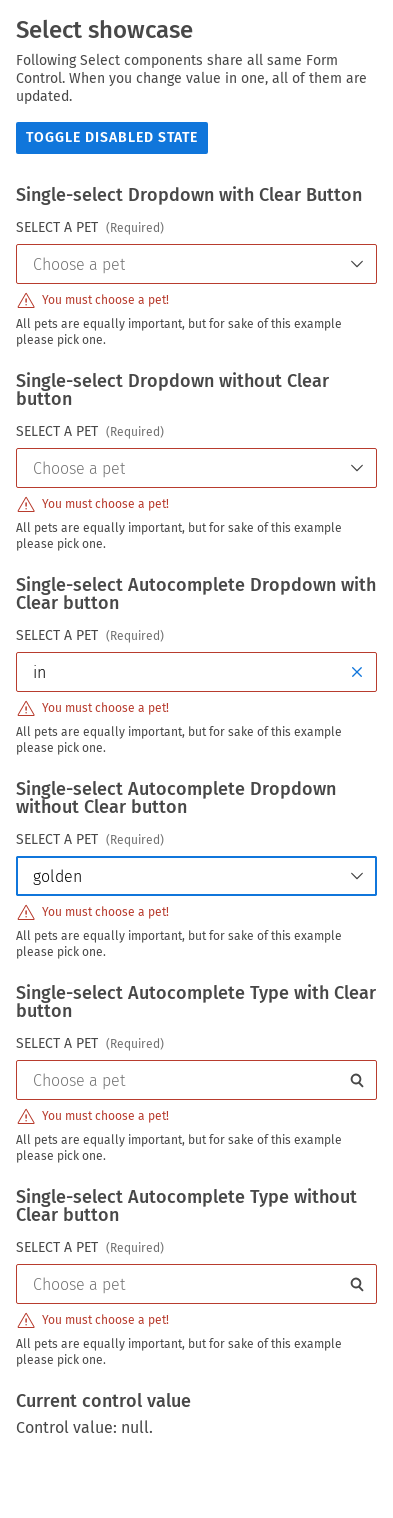 Select showcase
Following Select components share all same Form
Control. When you change value in one, all of them are
updated.
TOGGLE DISABLED STATE
Single-select Dropdown with Clear Button
SELECT A PET (Required)
Choose a pet
You must choose a pet!
All pets are equally important, but for sake of this example
please pick one.
Single-select Dropdown without Clear
button
SELECT A PET (Required)
Choose a pet
You must choose a pet!
All pets are equally important, but for sake of this example
please pick one.
Single-select Autocomplete Dropdown with
Clear button
SELECT A PET (Required)
in
You must choose a pet!
All pets are equally important, but for sake of this example
please pick one.
Single-select Autocomplete Dropdown
without Clear button
SELECT A PET (Required)
golden
You must choose a pet!
All pets are equally important, but for sake of this example
please pick one.
Single-select Autocomplete Type with Clear
button
SELECT A PET (Required)
Choose a pet
You must choose a pet!
All pets are equally important, but for sake of this example
please pick one.
Single-select Autocomplete Type without
Clear button
SELECT A PET (Required)
Choose a pet
You must choose a pet!
All pets are equally important, but for sake of this example
please pick one.
Current control value
Control value: null.